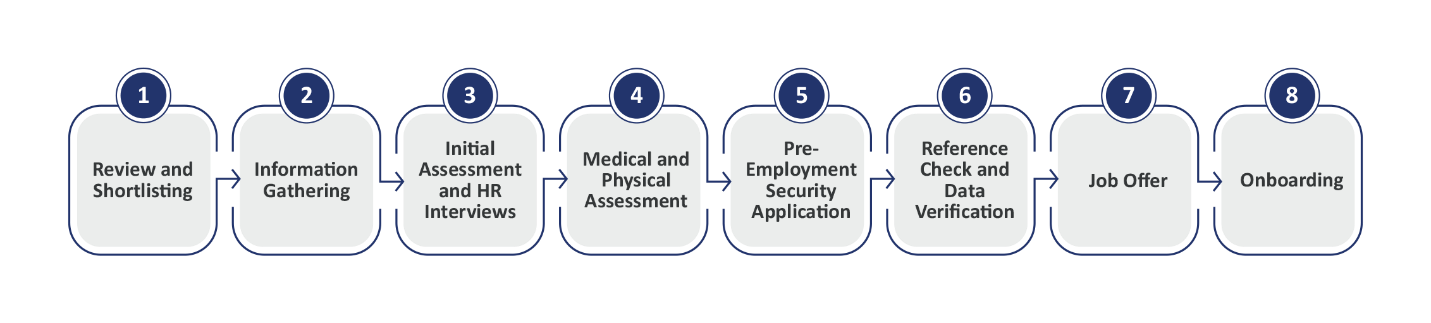 1
Review and
Shortlisting
2
Information
Gathering
3
Initial
Assessment
and HR
Interviews
4
Medical and
Physical
Assessment
5
Pre-
Employment
Security
Application
6
Reference
Check and
Data
Verification
7
Job Offer
8
Onboarding